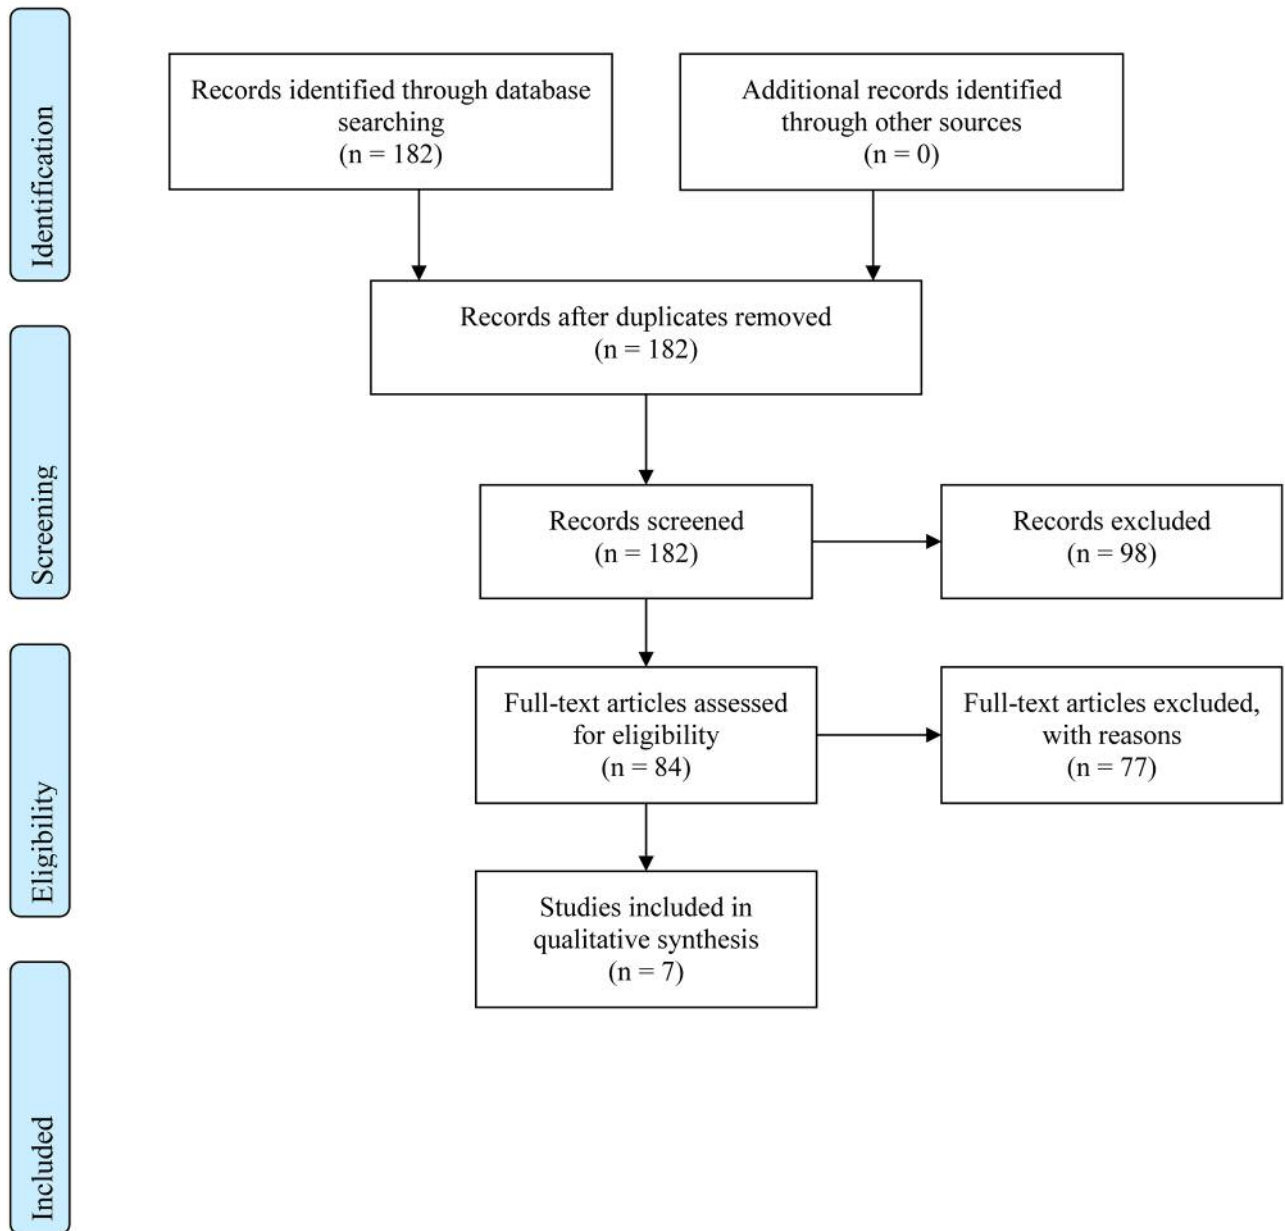 Identification
Records identified through database
searching
(n = 182)
Additional records identified
through other sources
(n = 0)
Records after duplicates removed
(n = 182)
Screening
Records screened
(n = 182)
Records excluded
(n = 98)
Eligibility
Full-text articles assessed
for eligibility
(n = 84)
Full-text articles excluded,
with reasons
(n = 77)
Studies included in
qualitative synthesis
(n = 7)
Included